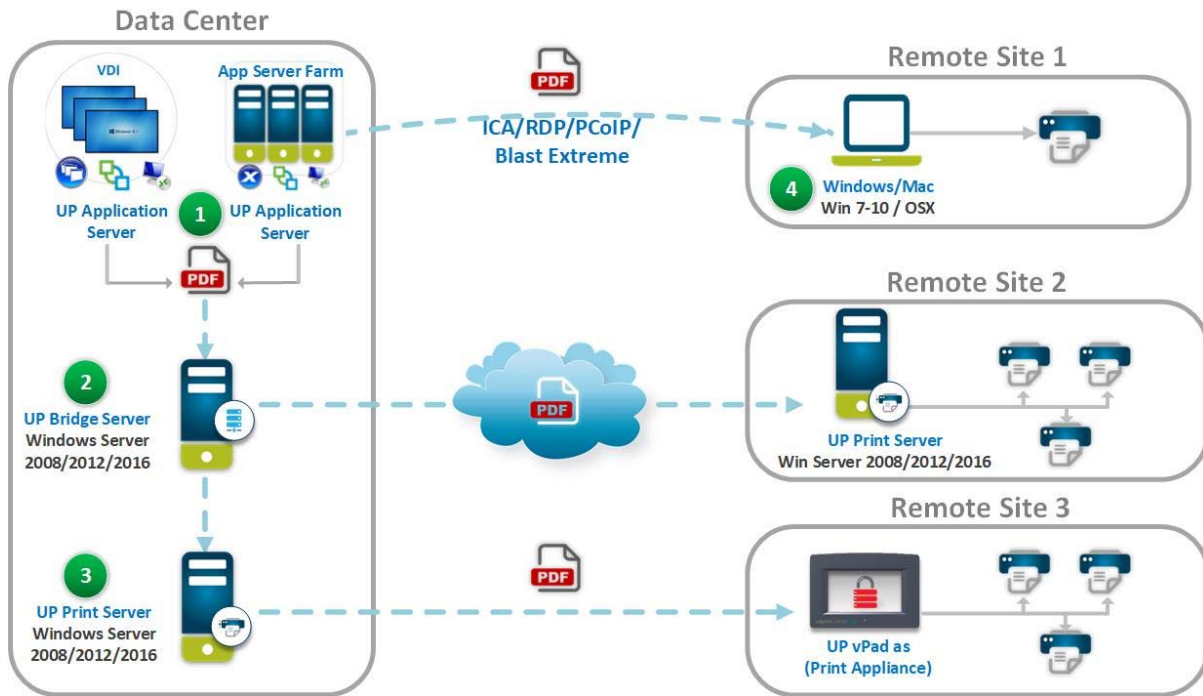 Data Center
VDI
App Server Farm
UP Application
Server
1
UP Application
Server
PDF
2
UP Bridge Server
Windows Server
2008/2012/2016
3
UP Print Server
Windows Server
2008/2012/2016
PDF
ICA/RDP/PCoIP/
Blast Extreme
PDF
PDF
Remote Site 1
4
Windows/Mac
Win 7-10 / OSX
Remote Site 2
UP Print Server
Win Server 2008/2012/2016
Remote Site 3
UP vPad as
(Print Appliance)